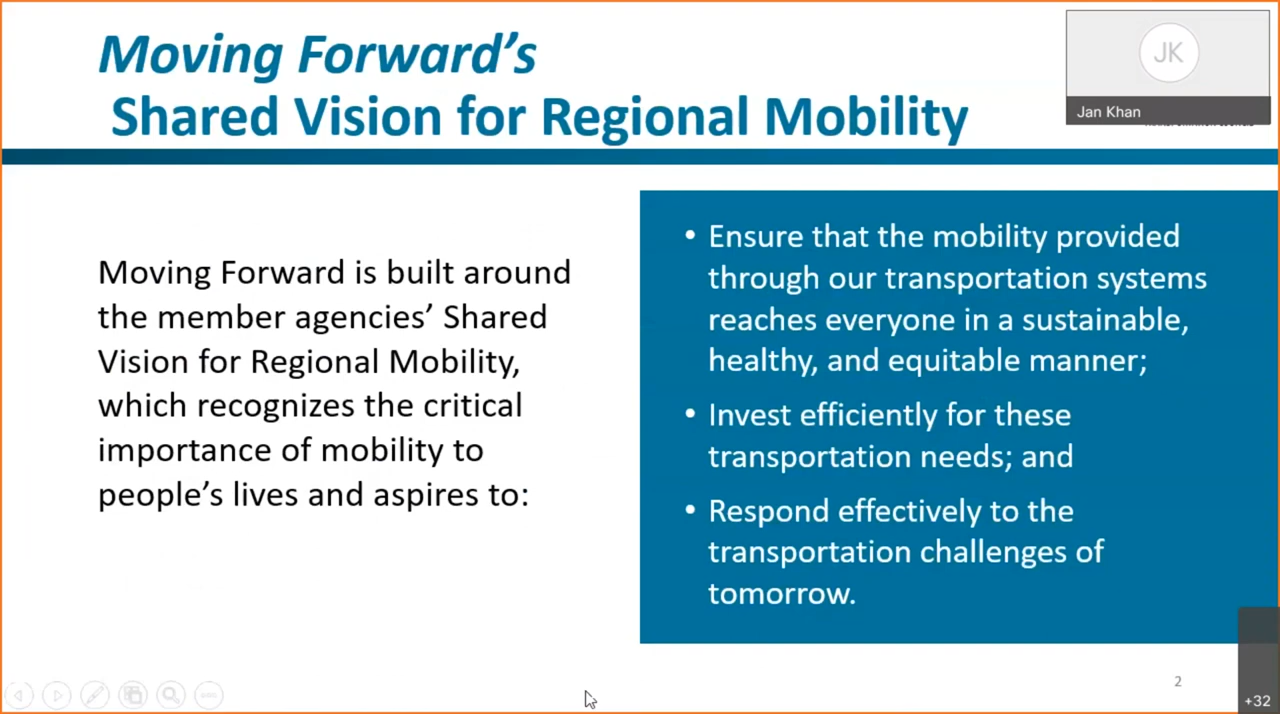 Moving Forward’s
Shared Vision for Regional Mobility
JK
Jan Khan
Moving Forward is built around
the member agencies’ Shared
Vision for Regional Mobility,
which recognizes the critical
importance of mobility to
people’s lives and aspires to:
• Ensure that the mobility provided
through our transportation systems
reaches everyone in a sustainable,
healthy, and equitable manner;
• Invest efficiently for these
transportation needs; and
• Respond effectively to the
transportation challenges of
tomorrow.
2
+32